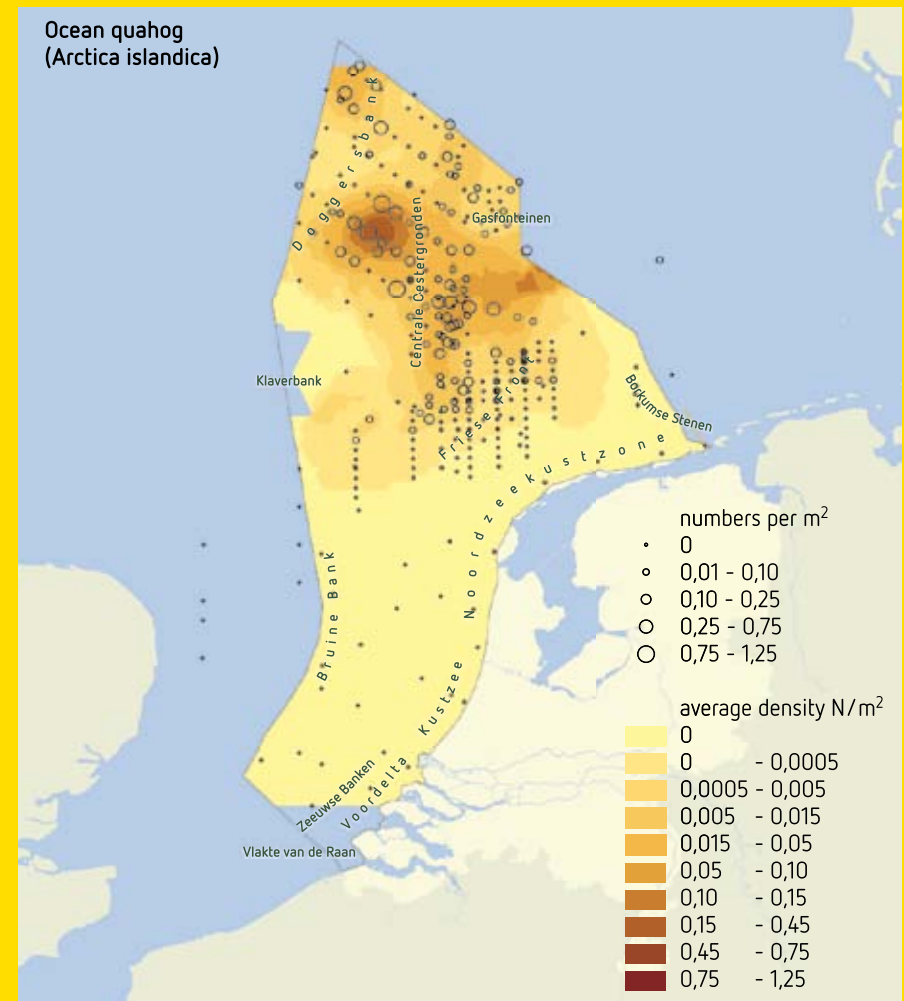 Ocean quahog
(Arctica islandica)
Doggersbank
Centrale Oestergronden
Gasfonteinen
Klaverbank
Friese Front
Borkumse Stenen
Noordzeekustzone
Bruine Bank
Kustzee
Zeeuwse Banken
Voordelta
Vlakte van de Raan
numbers per m²
0
0,01 - 0,10
0,10 - 0,25
0,25 - 0,75
0,75 - 1,25
average density N/m²
0
0 - 0,0005
0,0005 - 0,005
0,005 - 0,015
0,015 - 0,05
0,05 - 0,10
0,10 - 0,15
0,15 - 0,45
0,45 - 0,75
0,75 - 1,25